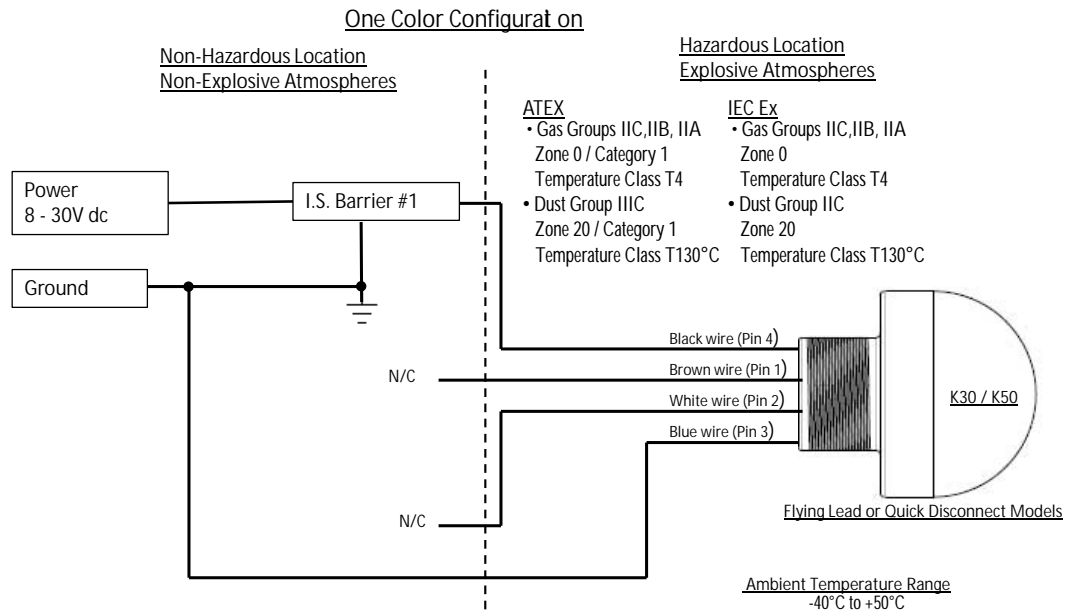 One Color Configurat on
Non-Hazardous Location
Non-Explosive Atmospheres
Hazardous Location
Explosive Atmospheres
ATEX
• Gas Groups IIC,IIB, IIA
Zone 0 / Category 1
Temperature Class T4
• Dust Group IIIC
Zone 20 / Category 1
Temperature Class T130°C
IEC Ex
• Gas Groups IIC,IIB, IIA
Zone 0
Temperature Class T4
• Dust Group IIC
Zone 20
Temperature Class T130°C
Power
8 - 30V dc
I.S. Barrier #1
Ground
Black wire (Pin 4)
N/C
Brown wire (Pin 1)
White wire (Pin 2)
Blue wire (Pin 3)
K30 / K50
N/C
Flying Lead or Quick Disconnect Models
Ambient Temperature Range
-40°C to +50°C